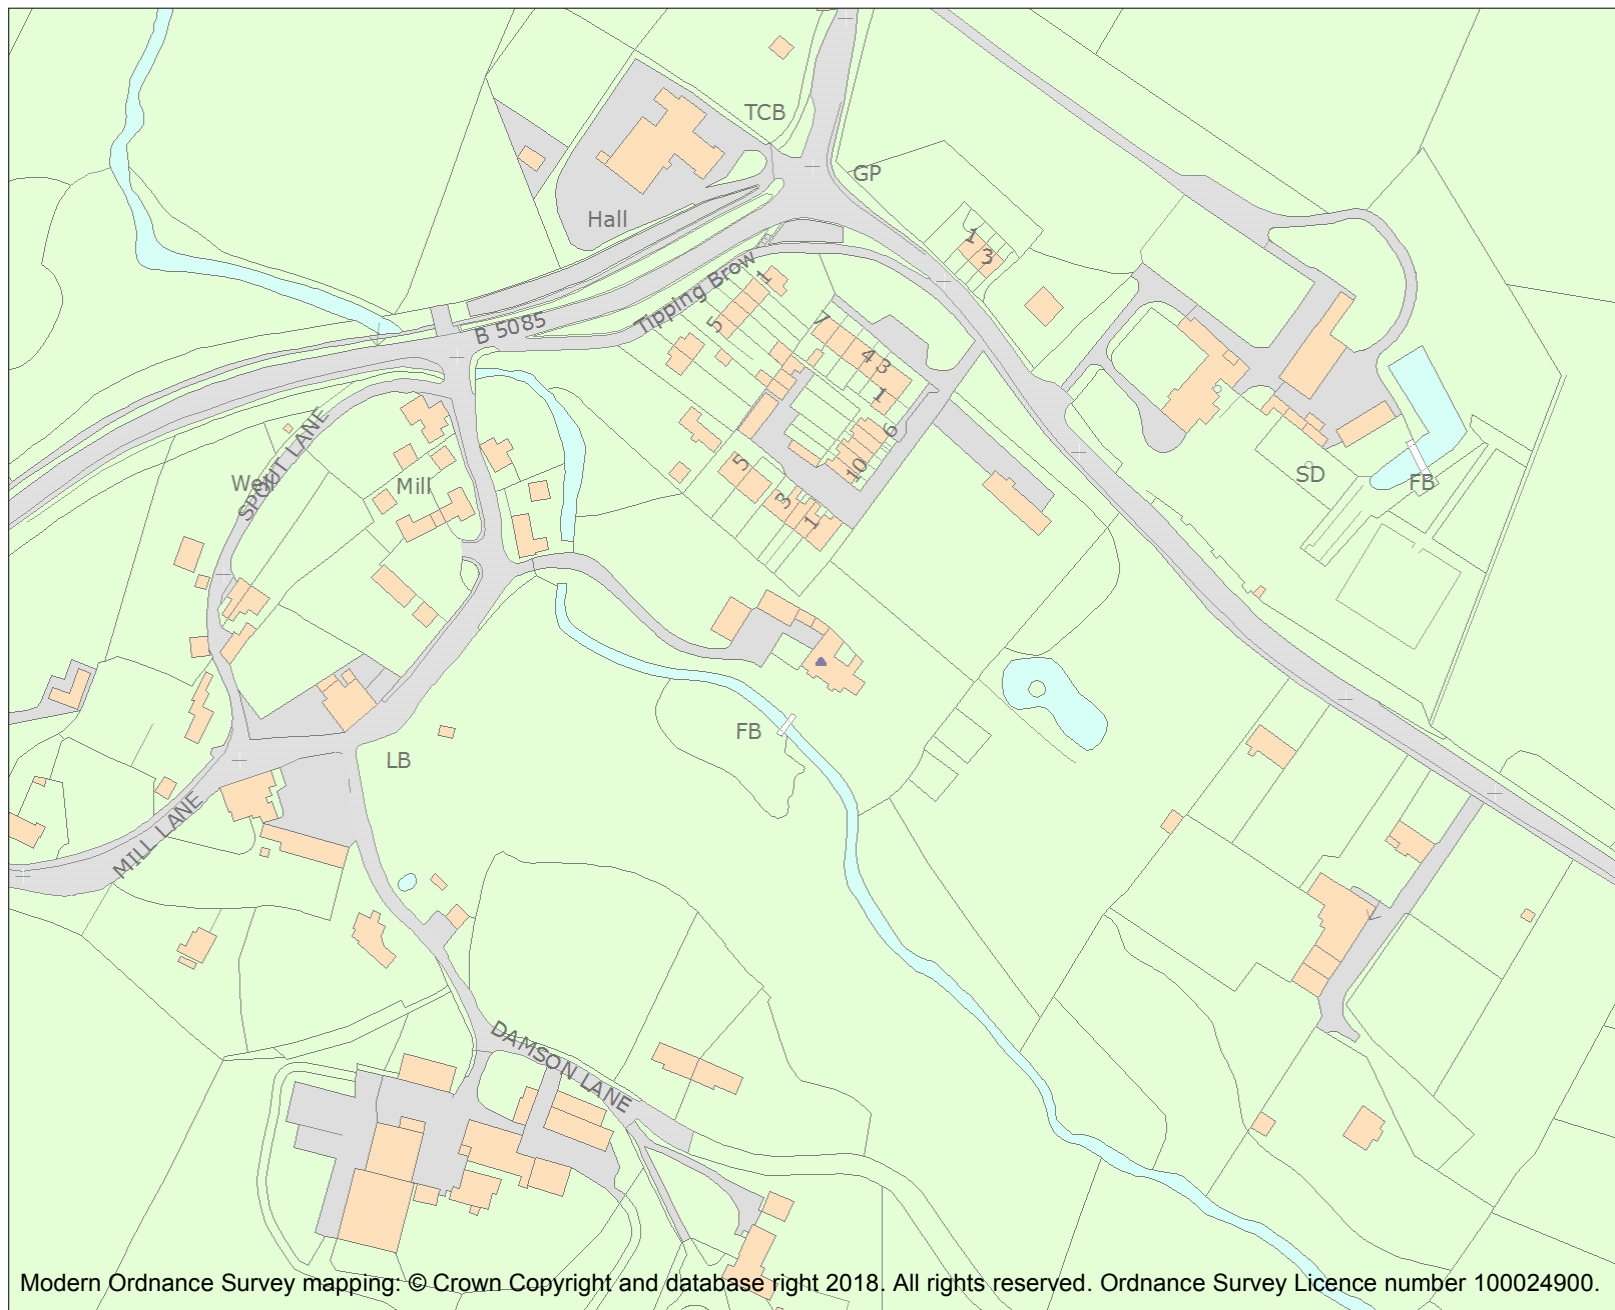 TCB
GP
Hall
1
3
Tipping Brow
1
5
B 5085
7
4
3
1
6
10
5
3
1
SPOUT LANE
Well
Mill
SD
FB
FB
LB
MILL LANE
DAMSON LANE
Modern Ordnance Survey mapping: © Crown Copyright and database right 2018. All rights reserved. Ordnance Survey Licence number 100024900.